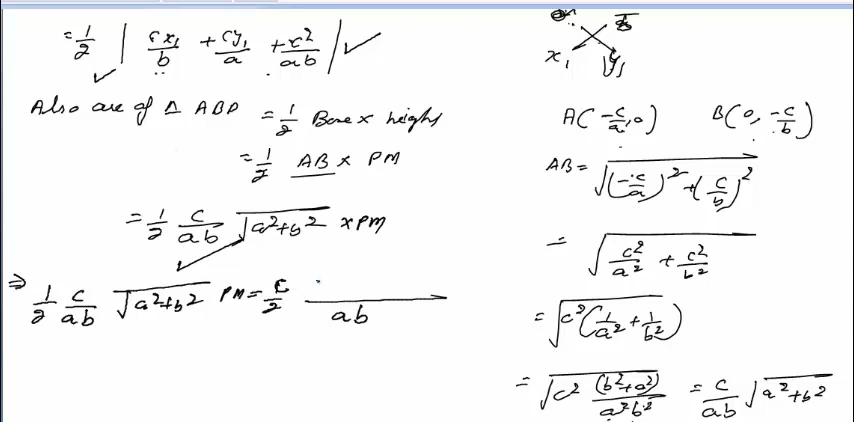 = 1/2 | cx₁/b + cy₁/a + c²/ab | ✓
Also are of Δ ABP = 1/2 Base × height
= 1/2 AB × PM
= 1/2 c/ab √(a²+b²) × PM
⇒ 1/2 c/ab √(a²+b²) PM = c/2 ———/ab
x₁ y₁
A(-c/a, 0) B(0, -c/b)
AB = √((-c/a)² + (c/b)²)
= √(c²/a² + c²/b²)
= √(c²(1/a² + 1/b²))
= √(c² (b²+a²)/a²b²) = c/ab √(a²+b²)